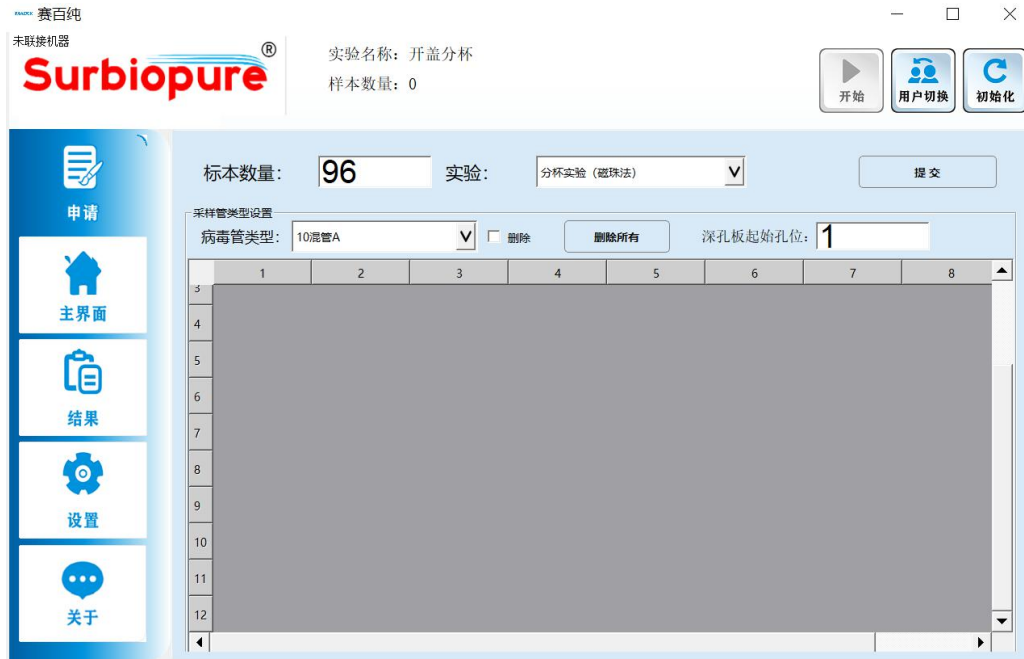 赛百纯
未联接机器
Surbiopure®
实验名称：开盖分杯
样本数量：0
开始
用户切换
初始化
申请
主界面
结果
设置
关于
标本数量：
96
实验：
分杯实验（磁珠法）
提交
采样管类型设置
病毒管类型：
10混管A
删除
删除所有
深孔板起始孔位：
1
1 2 3 4 5 6 7 8
3
4
5
6
7
8
9
10
11
12